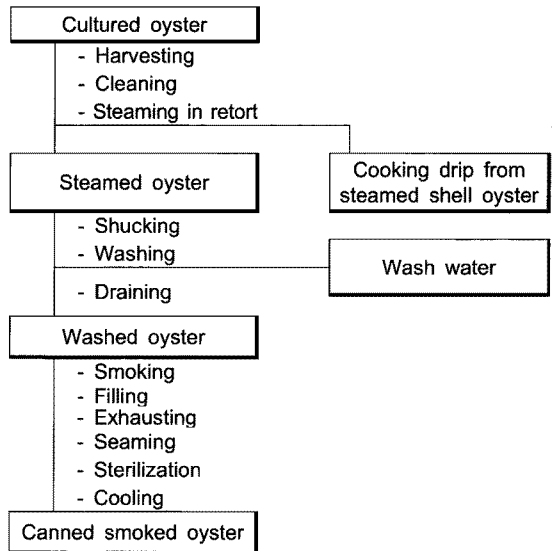 Cultured oyster
- Harvesting
- Cleaning
- Steaming in retort
Steamed oyster
Cooking drip from
steamed shell oyster
- Shucking
- Washing
Wash water
- Draining
Washed oyster
- Smoking
- Filling
- Exhausting
- Seaming
- Sterilization
- Cooling
Canned smoked oyster